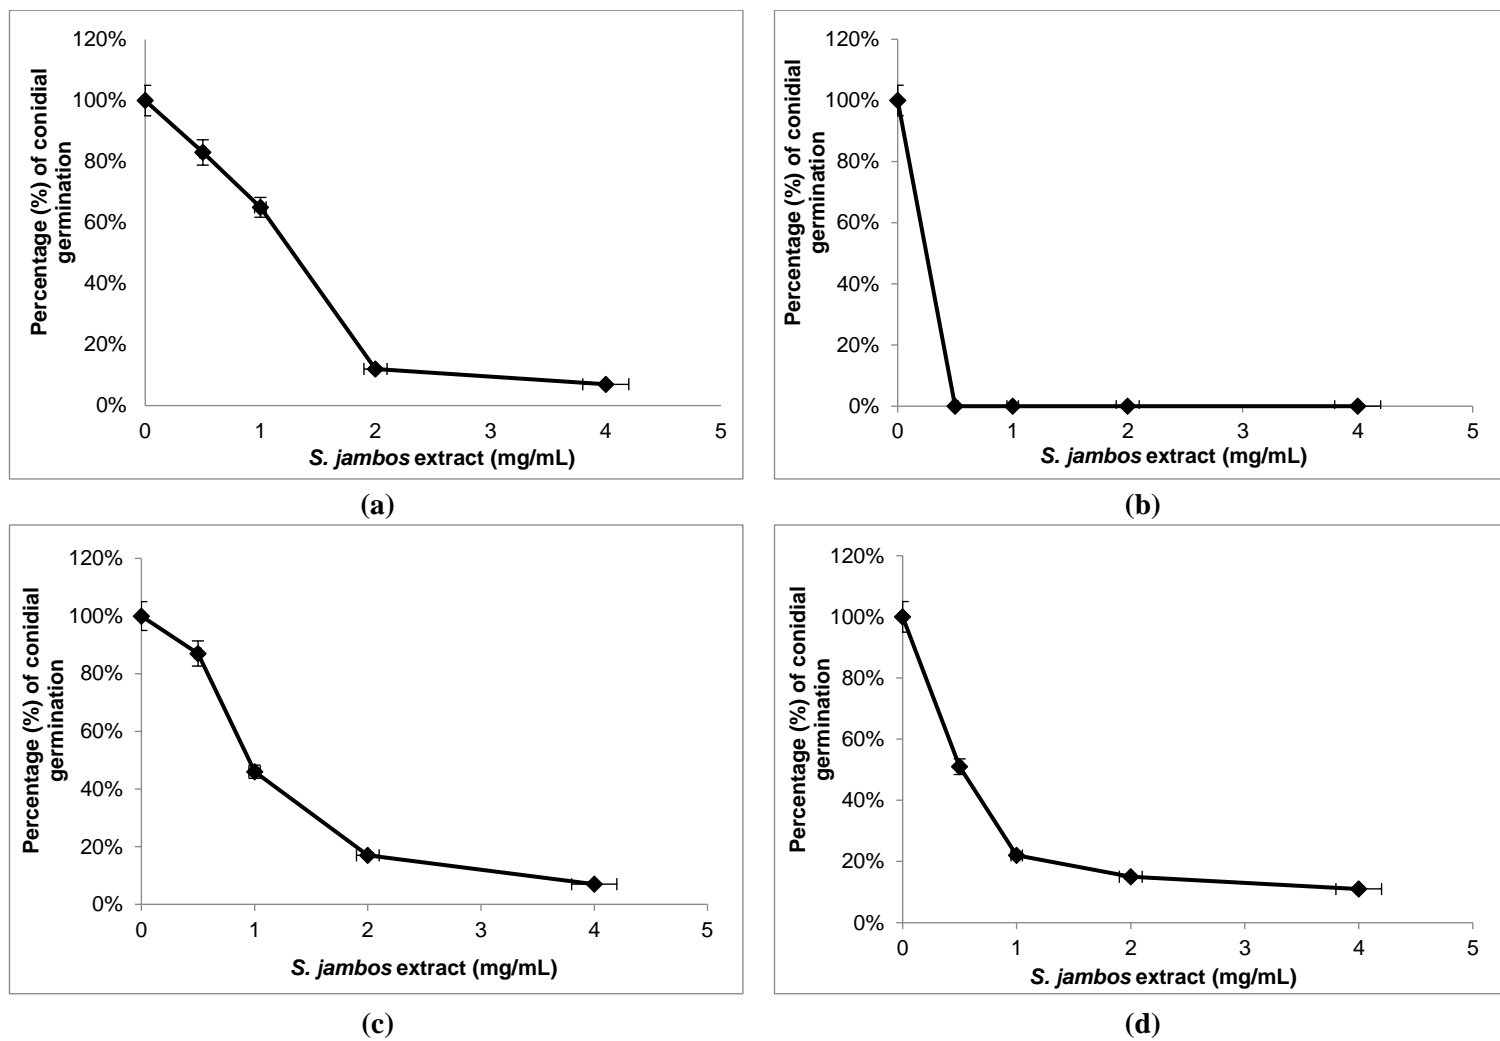 120%
100%
80%
60%
40%
20%
0%
0 1 2 3 4 5
Percentage (%) of conidial
germination
S. jambos extract (mg/mL)
(a)
120%
100%
80%
60%
40%
20%
0%
0 1 2 3 4 5
Percentage (%) of conidial
germination
S. jambos extract (mg/mL)
(b)
120%
100%
80%
60%
40%
20%
0%
0 1 2 3 4 5
Percentage (%) of conidial
germination
S. jambos extract (mg/mL)
(c)
120%
100%
80%
60%
40%
20%
0%
0 1 2 3 4 5
Percentage (%) of conidial
germination
S. jambos extract (mg/mL)
(d)